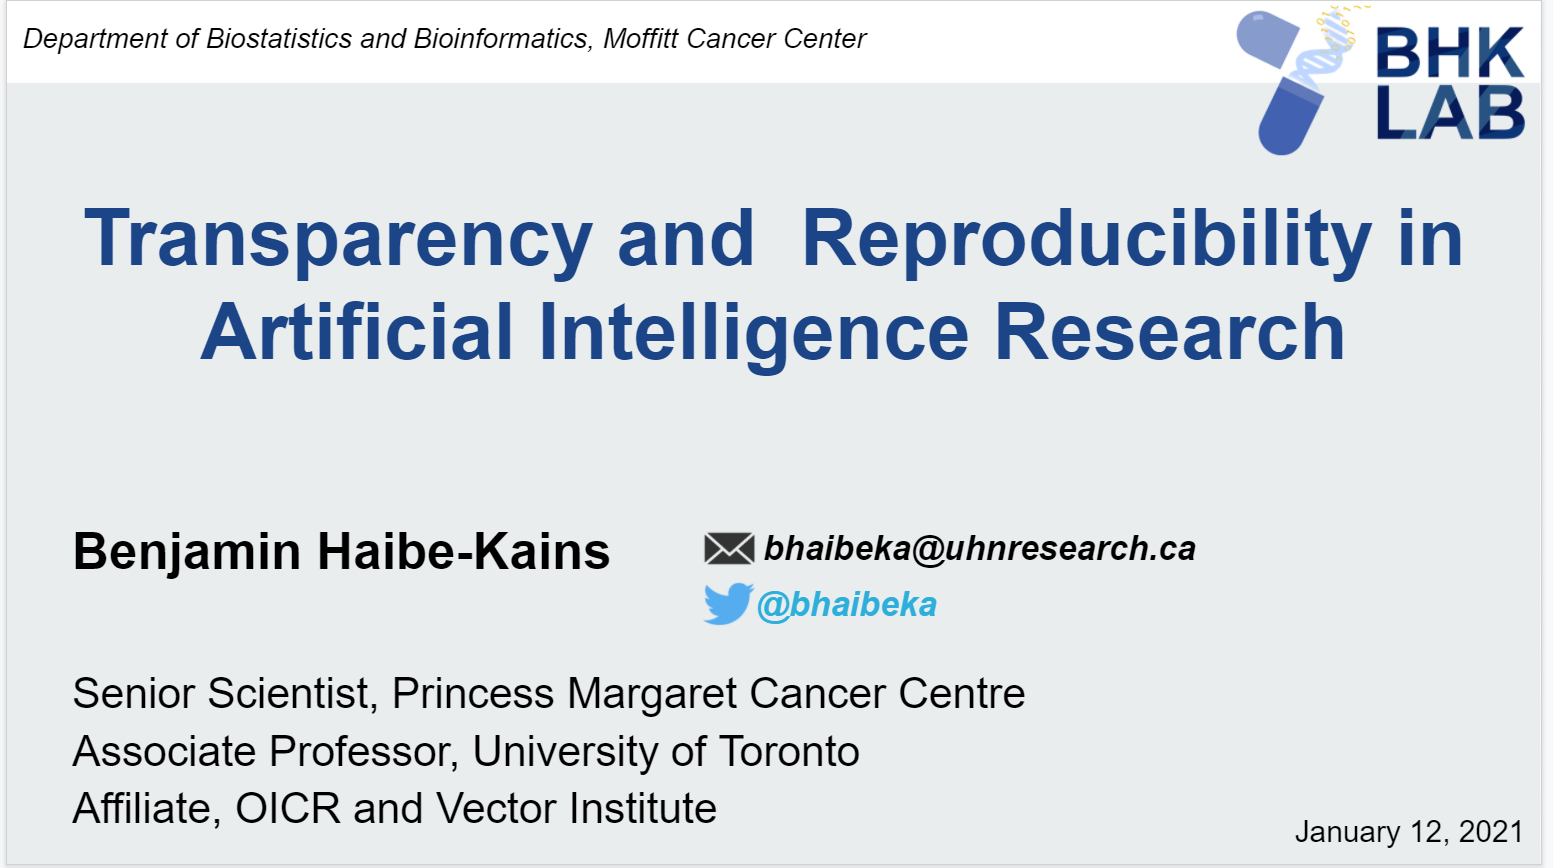 Department of Biostatistics and Bioinformatics, Moffitt Cancer Center
BHK
LAB
Transparency and  Reproducibility in
Artificial Intelligence Research
Benjamin Haibe-Kains
bhaibeka@uhnresearch.ca
@bhaibeka
Senior Scientist, Princess Margaret Cancer Centre
Associate Professor, University of Toronto
Affiliate, OICR and Vector Institute
January 12, 2021